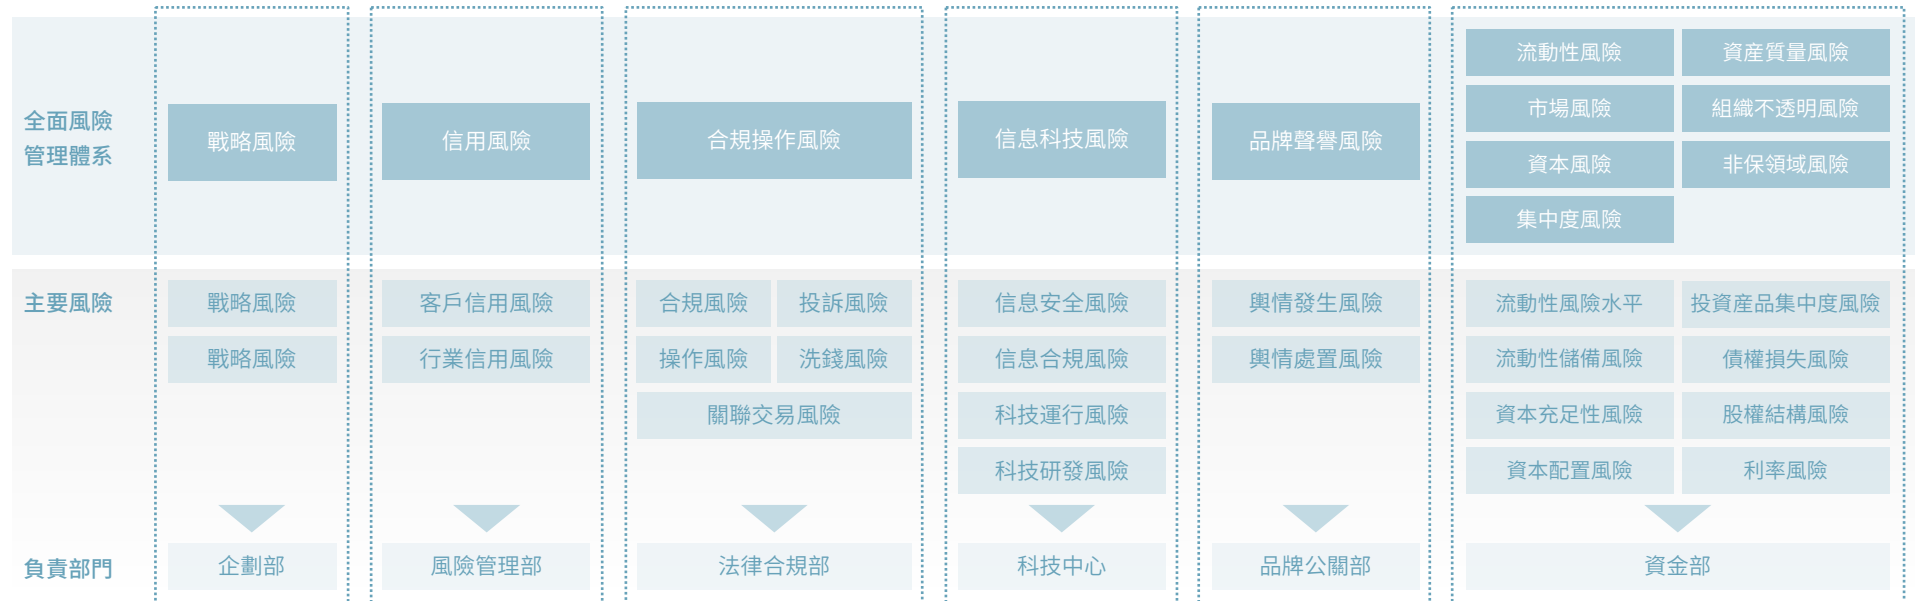 全面風險
管理體系
戰略風險
信用風險
合規操作風險
信息科技風險
品牌聲譽風險
流動性風險 資産質量風險
市場風險 組織不透明風險
資本風險 非保領域風險
集中度風險
主要風險
戰略風險
戰略風險
客戶信用風險
行業信用風險
合規風險 投訴風險
操作風險 洗錢風險
關聯交易風險
信息安全風險
信息合規風險
科技運行風險
科技研發風險
輿情發生風險
輿情處置風險
流動性風險水平 投資産品集中度風險
流動性儲備風險 債權損失風險
資本充足性風險 股權結構風險
資本配置風險 利率風險
負責部門
企劃部
風險管理部
法律合規部
科技中心
品牌公關部
資金部